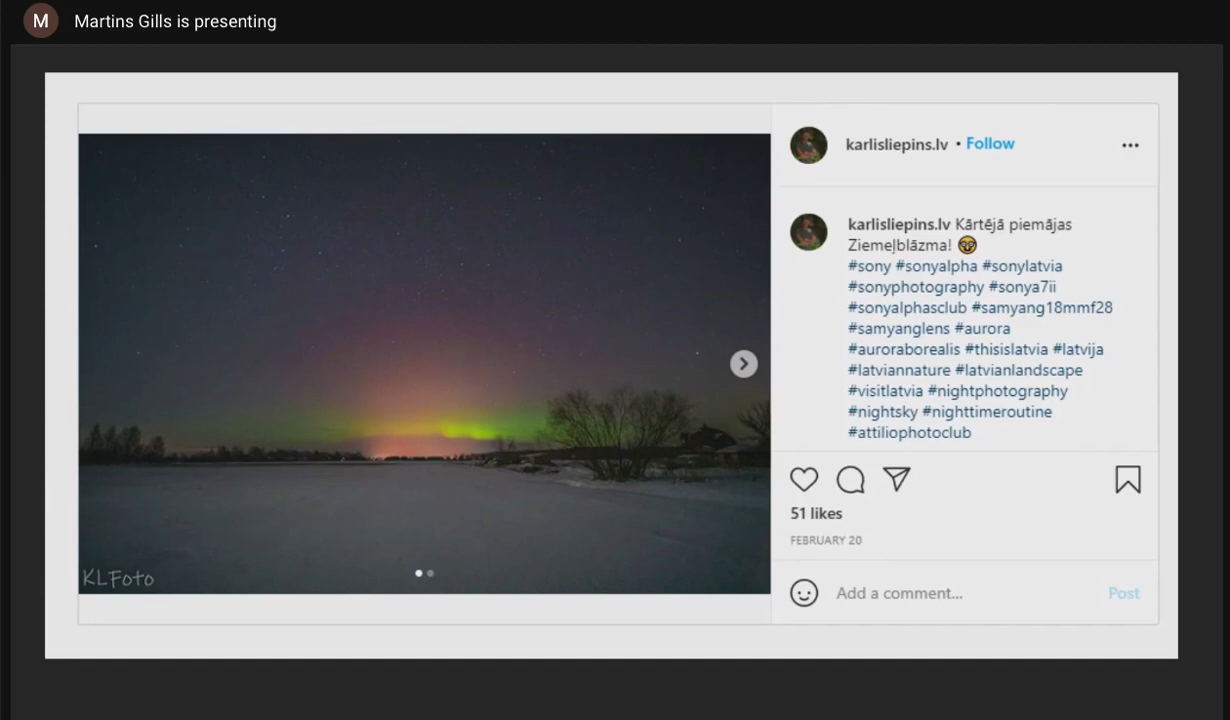 M
Martins Gills is presenting
karlisliepins.lv • Follow
karlisliepins.lv Kārtējā piemājas
Ziemeļblāzma! 🤓
#sony #sonyalpha #sonylatvia
#sonyphotography #sonya7ii
#sonyalphasclub #samyang18mmf28
#samyanglens #aurora
#auroraborealis #thisislatvia #latvija
#latviannature #latvianlandscape
#visitlatvia #nightphotography
#nightsky #nighttimeroutine
#attiliophotoclub
51 likes
FEBRUARY 20
Add a comment...
Post
KLFoto